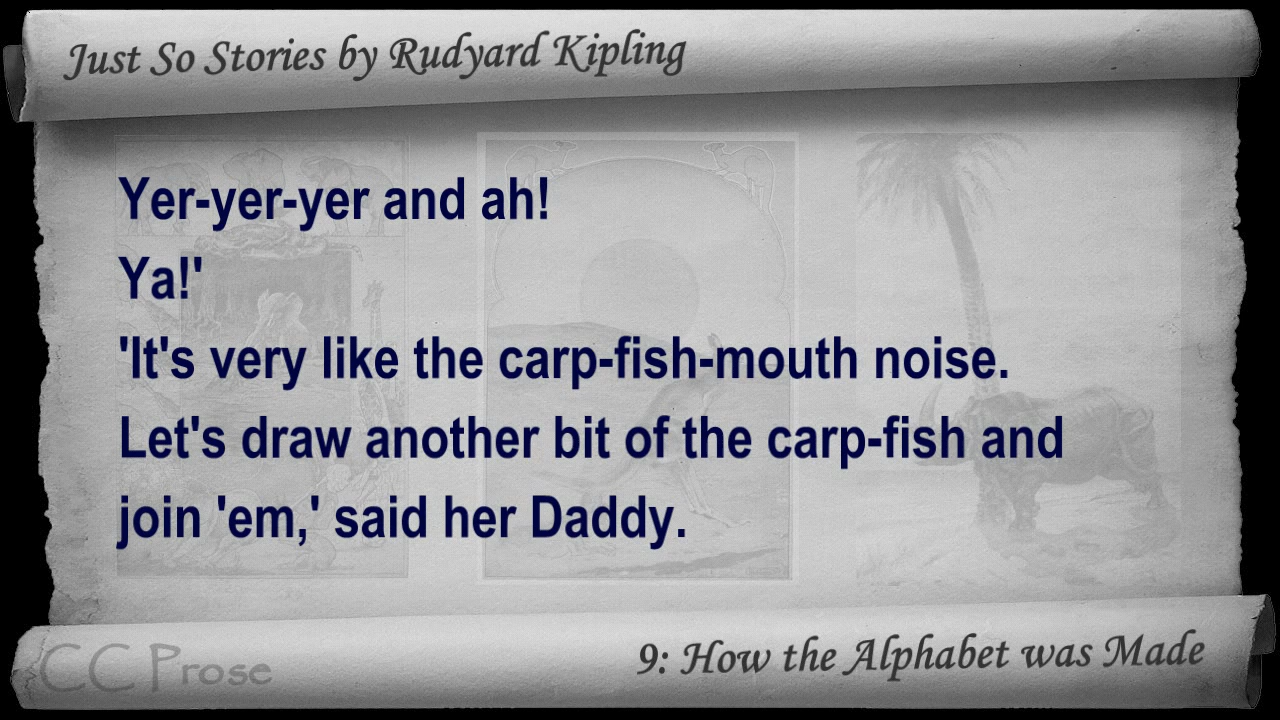 Just So Stories by Rudyard Kipling
Yer-yer-yer and ah!
Ya!'
'It's very like the carp-fish-mouth noise.
Let's draw another bit of the carp-fish and
join 'em,' said her Daddy.
CC Prose
9: How the Alphabet was Made